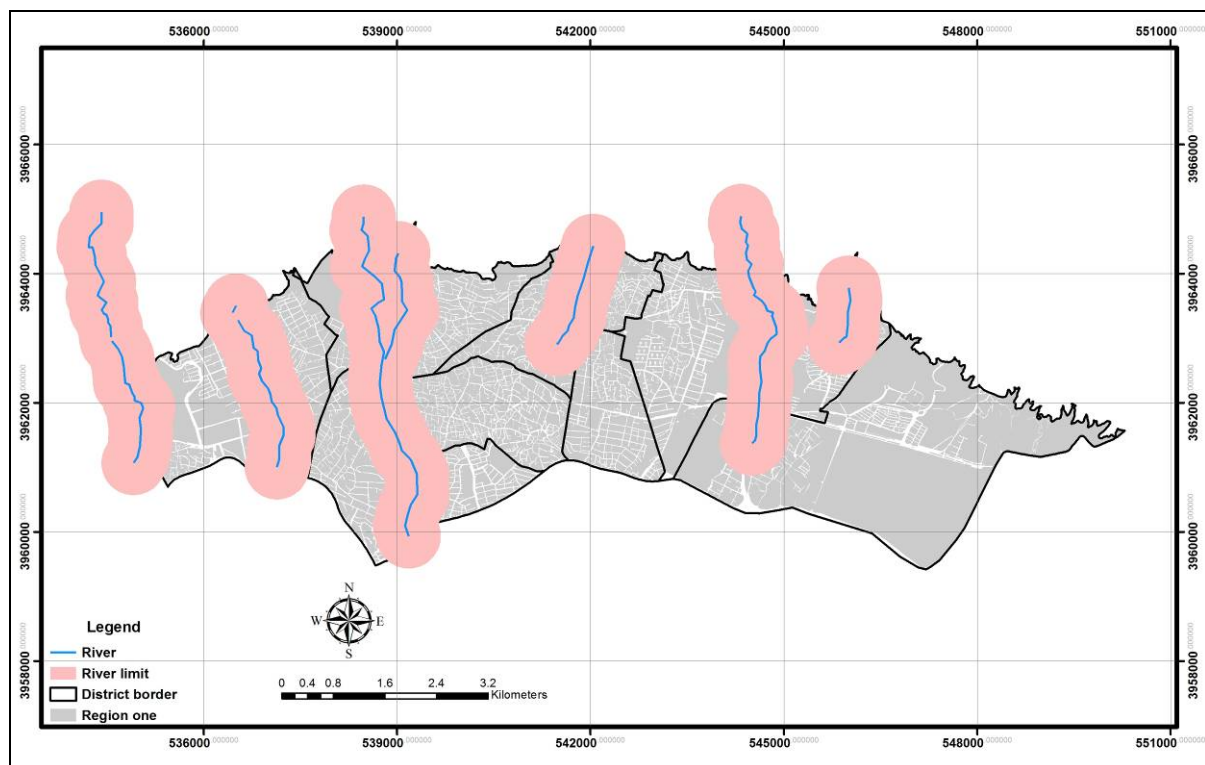 536000.000000 539000.000000 542000.000000 545000.000000 548000.000000 551000.000000
3966000.000000 3966000.000000
3964000.000000 3964000.000000
3962000.000000 3962000.000000
3960000.000000 3960000.000000
3958000.000000 3958000.000000
N
W E
S
Legend
River
River limit
District border
Region one
0 0.4 0.8 1.6 2.4 3.2
Kilometers
536000.000000 539000.000000 542000.000000 545000.000000 548000.000000 551000.000000